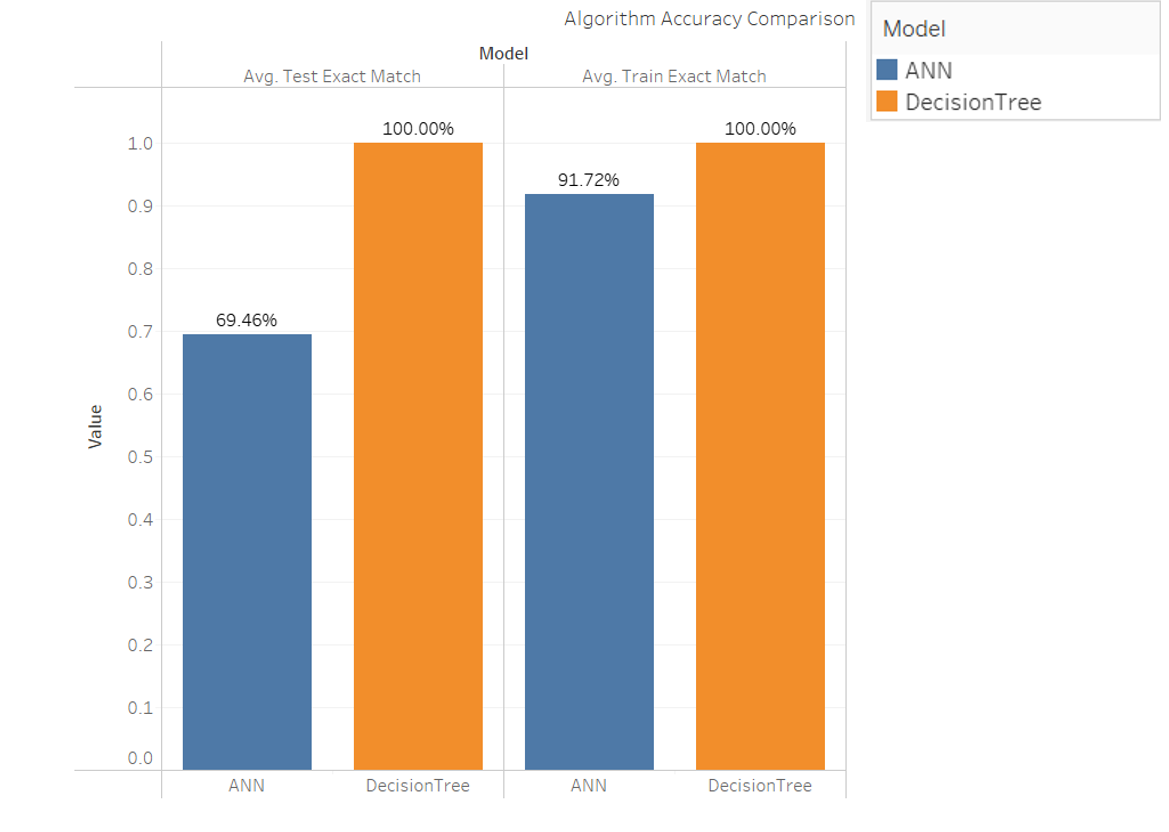 Algorithm Accuracy Comparison
Model
Avg. Test Exact Match
Avg. Train Exact Match
Model
ANN
DecisionTree
100.00%
100.00%
91.72%
69.46%
1.0
0.9
0.8
0.7
0.6
0.5
0.4
0.3
0.2
0.1
0.0
Value
ANN
DecisionTree
ANN
DecisionTree